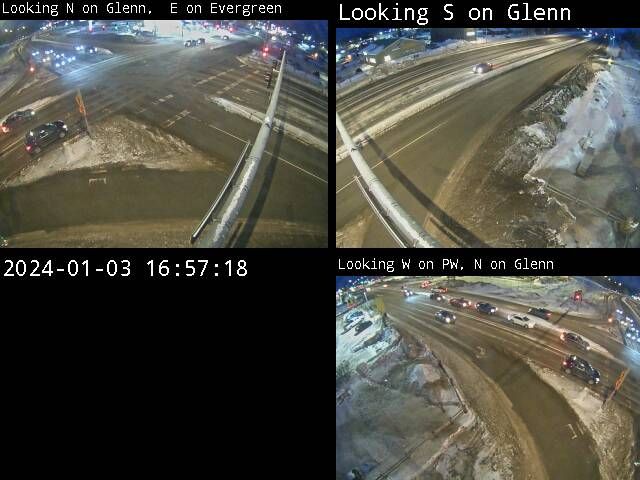 Looking N on Glenn,  E on Evergreen
Looking S on Glenn
2024-01-03 16:57:18
Looking W on PW, N on Glenn